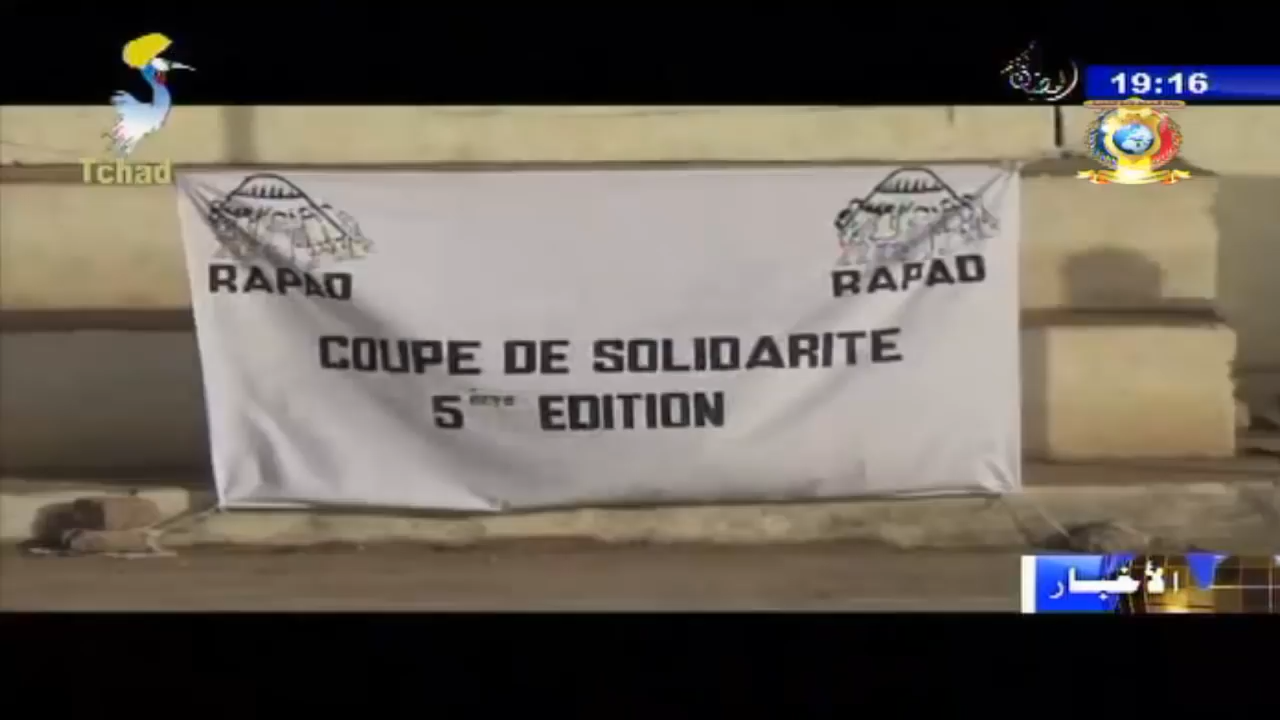 19:16
Tchad
RAPAD
RAPAD
COUPE DE SOLIDARITE
5ème EDITION
الأخبار